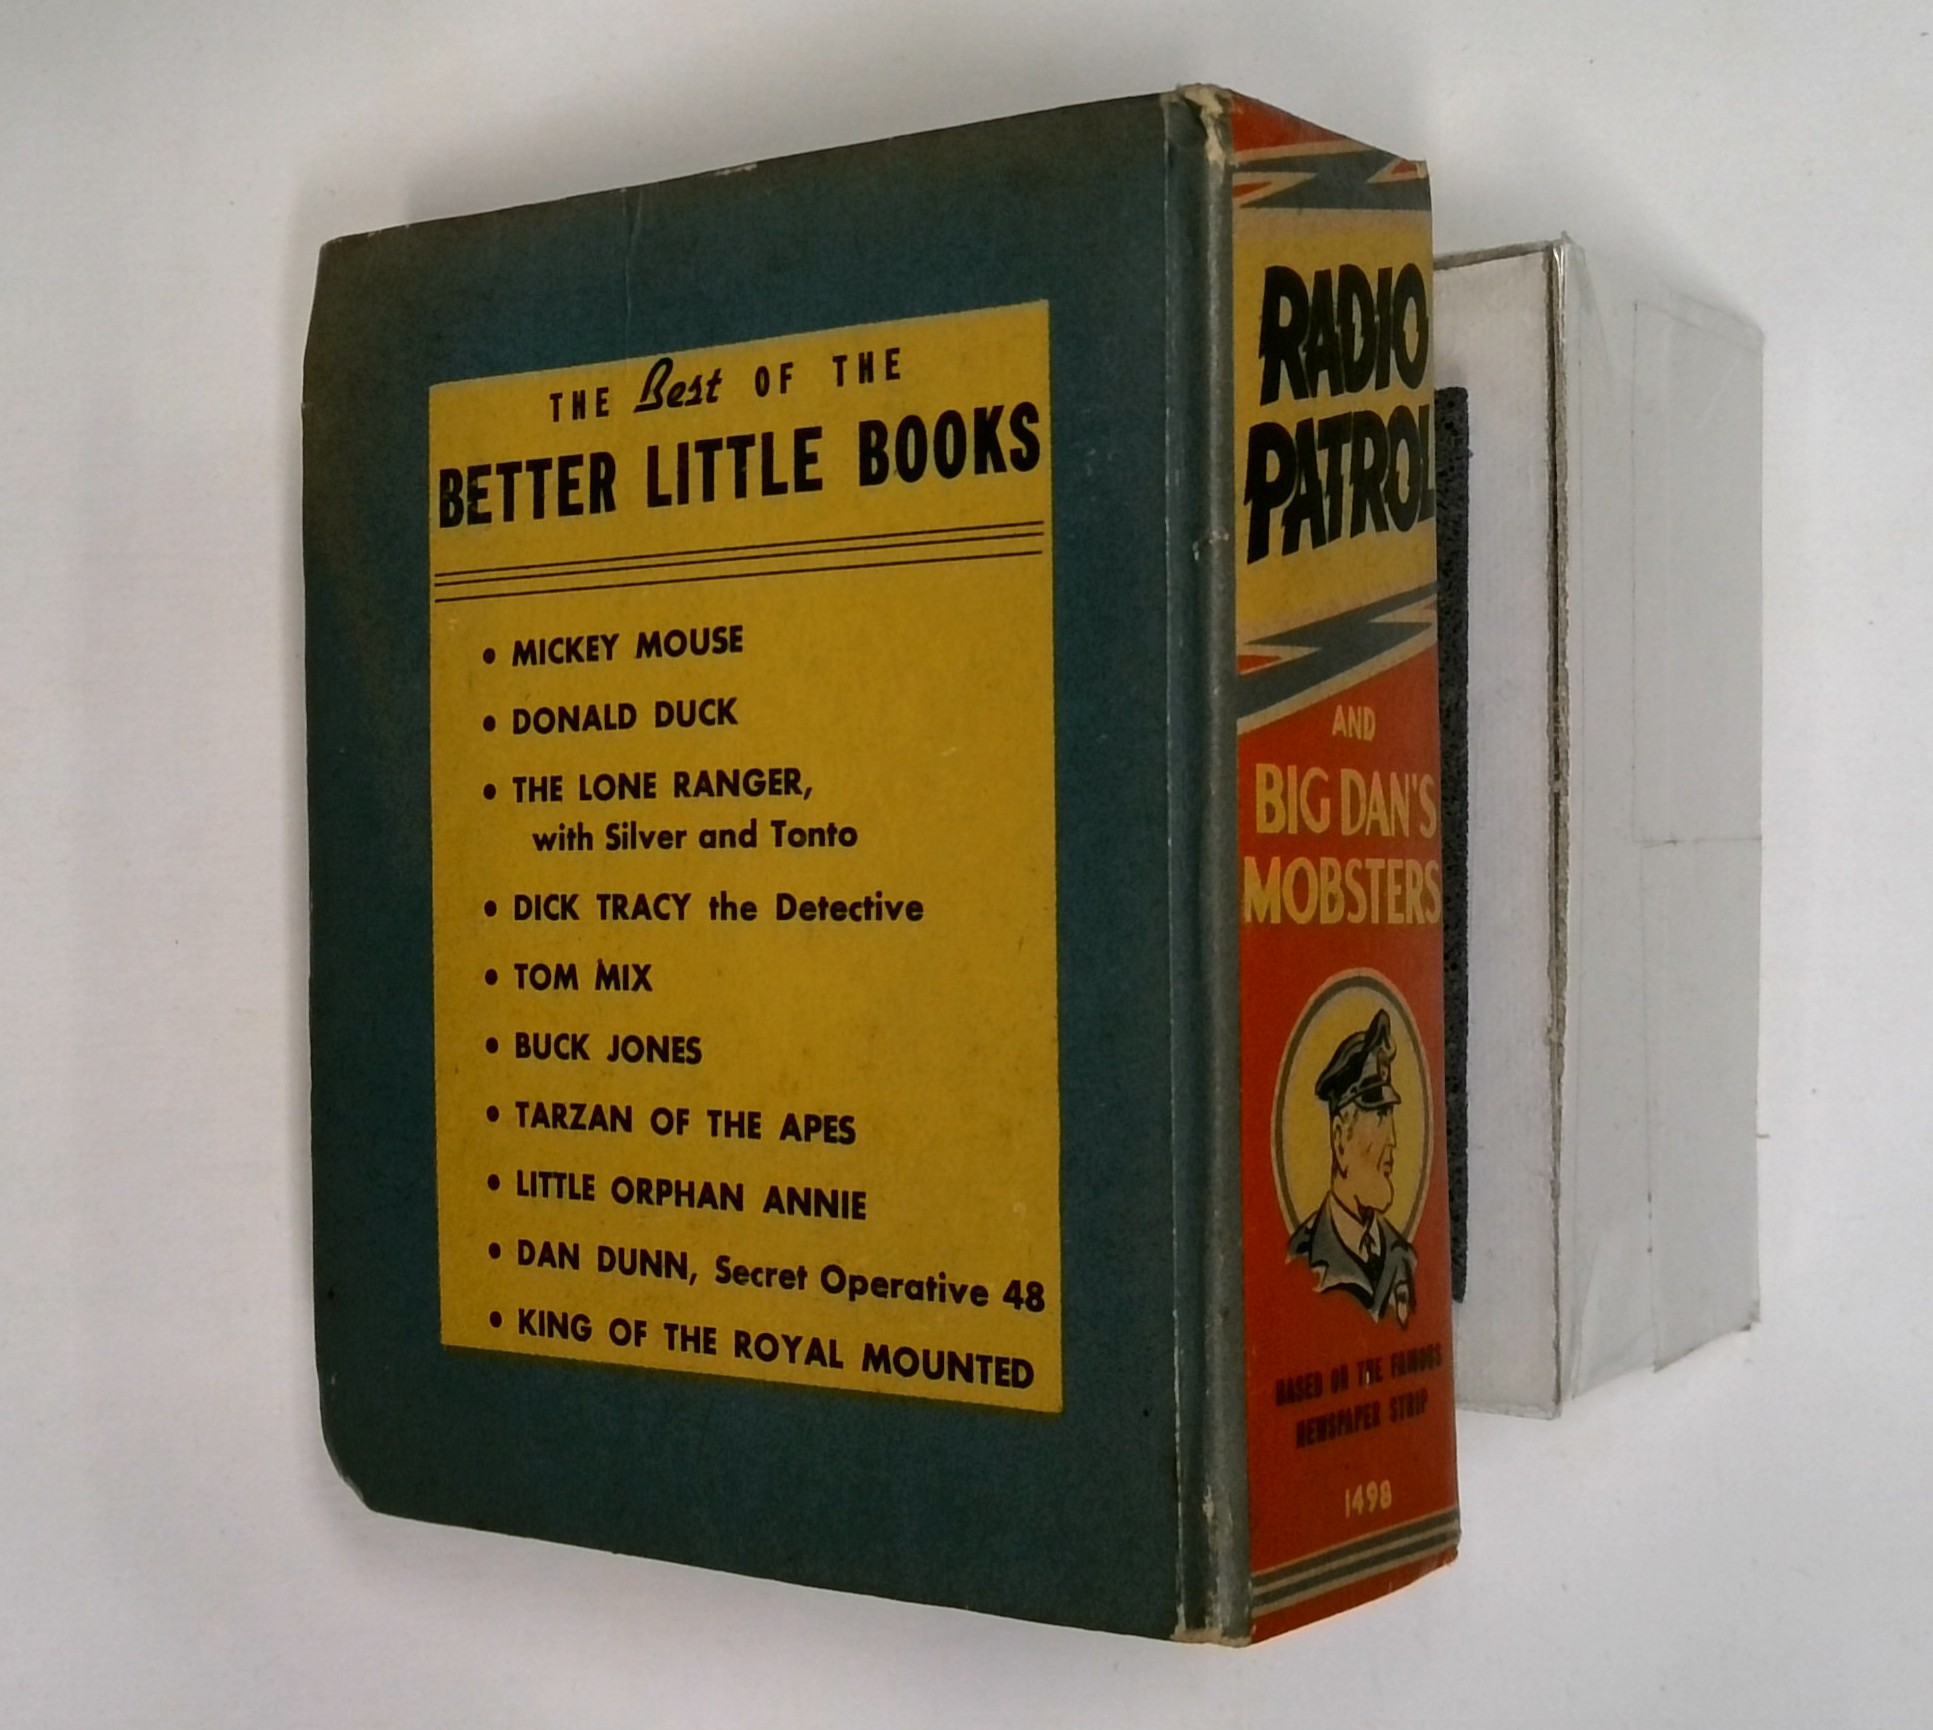 THE Best OF THE
BETTER LITTLE BOOKS
• MICKEY MOUSE
• DONALD DUCK
• THE LONE RANGER,
with Silver and Tonto
• DICK TRACY the Detective
• TOM MIX
• BUCK JONES
• TARZAN OF THE APES
• LITTLE ORPHAN ANNIE
• DAN DUNN, Secret Operative 48
• KING OF THE ROYAL MOUNTED
RADIO
PATROL
AND
BIG DAN'S
MOBSTERS
BASED ON THE FAMOUS
NEWSPAPER STRIP
1498